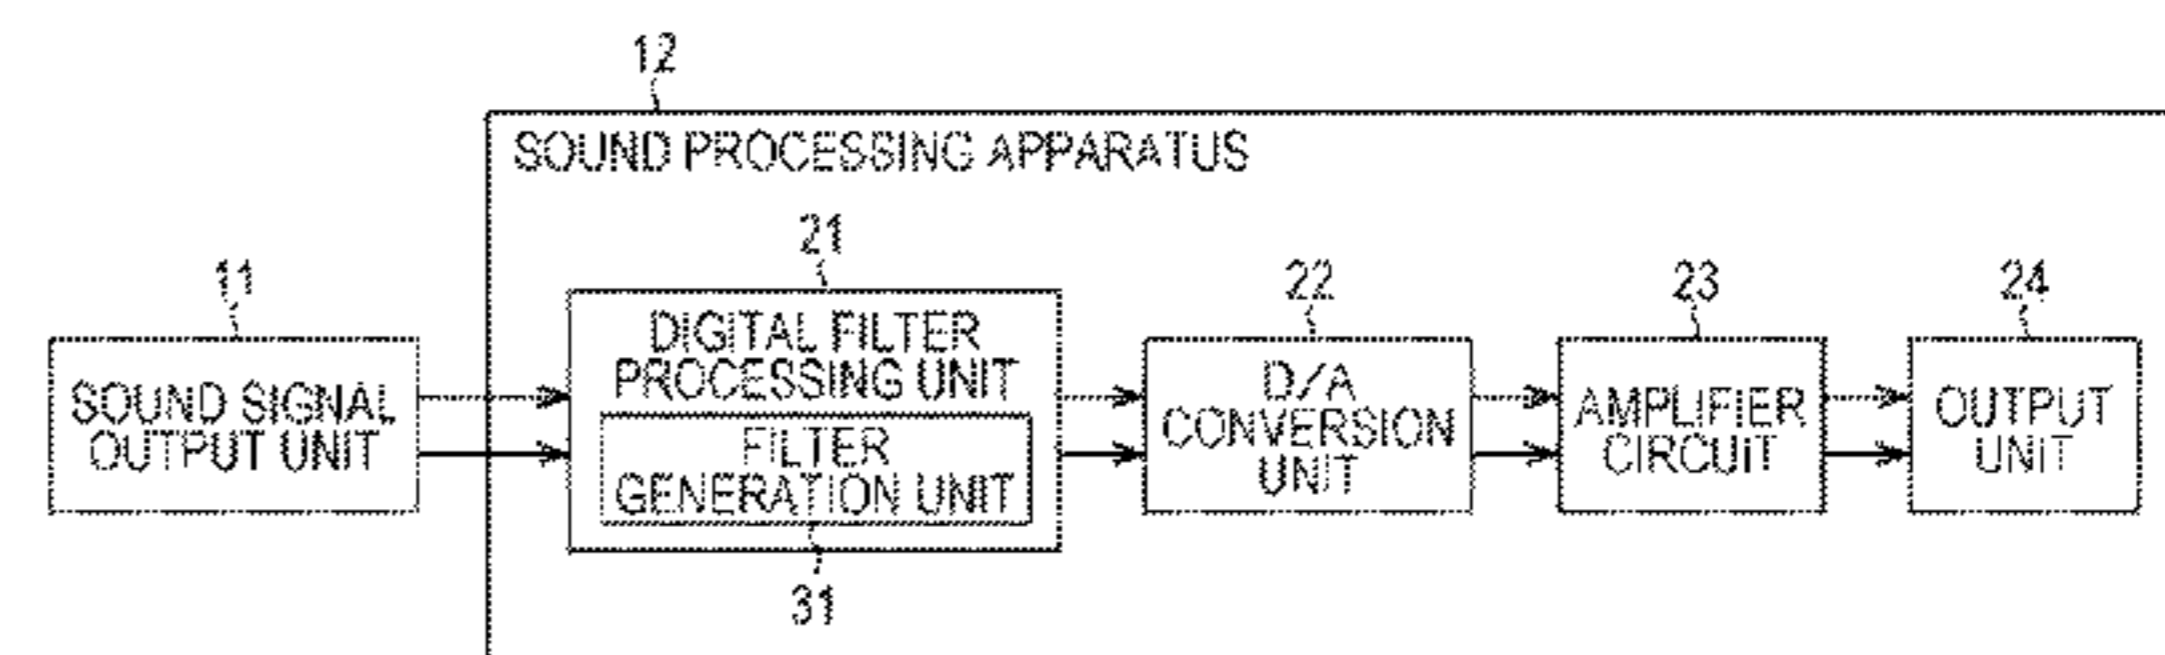 12
SOUND PROCESSING APPARATUS
11
SOUND SIGNAL
OUTPUT UNIT
21
DIGITAL FILTER
PROCESSING UNIT
FILTER
GENERATION UNIT
31
22
D/A
CONVERSION
UNIT
23
AMPLIFIER
CIRCUIT
24
OUTPUT
UNIT